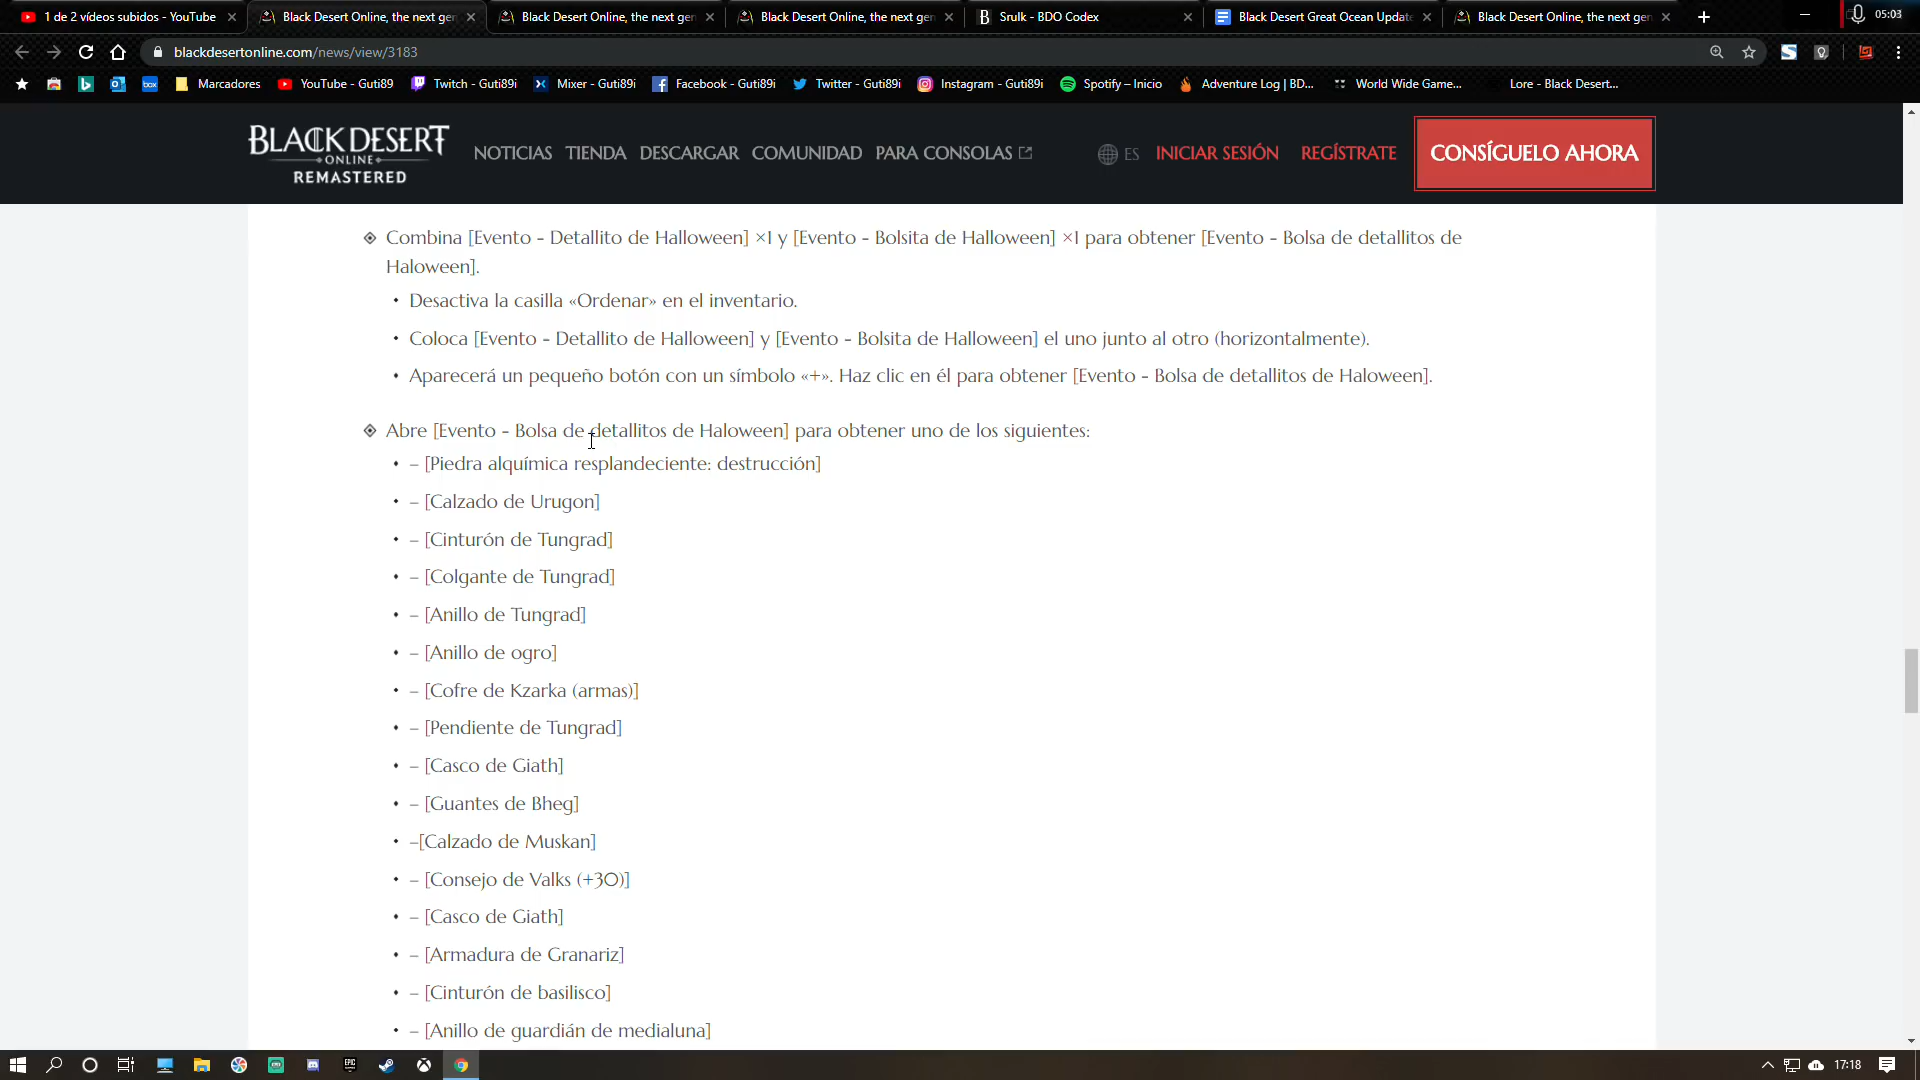 1 de 2 vídeos subidos - YouTube
Black Desert Online, the next gen
Black Desert Online, the next gen
Black Desert Online, the next gen
Srulk - BDO Codex
Black Desert Great Ocean Update
Black Desert Online, the next gen
05:03
blackdesertonline.com/news/view/3183
Marcadores
YouTube - Guti89
Twitch - Guti89i
Mixer - Guti89i
Facebook - Guti89i
Twitter - Guti89i
Instagram - Guti89i
Spotify – Inicio
Adventure Log | BD...
World Wide Game...
Lore - Black Desert...
BLACK DESERT
ONLINE
REMASTERED
NOTICIAS TIENDA DESCARGAR COMUNIDAD PARA CONSOLAS
ES
INICIAR SESIÓN
REGÍSTRATE
CONSÍGUELO AHORA
Combina [Evento - Detallito de Halloween] ×1 y [Evento - Bolsita de Halloween] ×1 para obtener [Evento - Bolsa de detallitos de
Haloween].
• Desactiva la casilla «Ordenar» en el inventario.
• Coloca [Evento - Detallito de Halloween] y [Evento - Bolsita de Halloween] el uno junto al otro (horizontalmente).
• Aparecerá un pequeño botón con un símbolo «+». Haz clic en él para obtener [Evento - Bolsa de detallitos de Haloween].
Abre [Evento - Bolsa de detallitos de Haloween] para obtener uno de los siguientes:
• – [Piedra alquímica resplandeciente: destrucción]
• – [Calzado de Urugon]
• – [Cinturón de Tungrad]
• – [Colgante de Tungrad]
• – [Anillo de Tungrad]
• – [Anillo de ogro]
• – [Cofre de Kzarka (armas)]
• – [Pendiente de Tungrad]
• – [Casco de Giath]
• – [Guantes de Bheg]
• –[Calzado de Muskan]
• – [Consejo de Valks (+30)]
• – [Casco de Giath]
• – [Armadura de Granariz]
• – [Cinturón de basilisco]
• – [Anillo de guardián de medialuna]
17:18